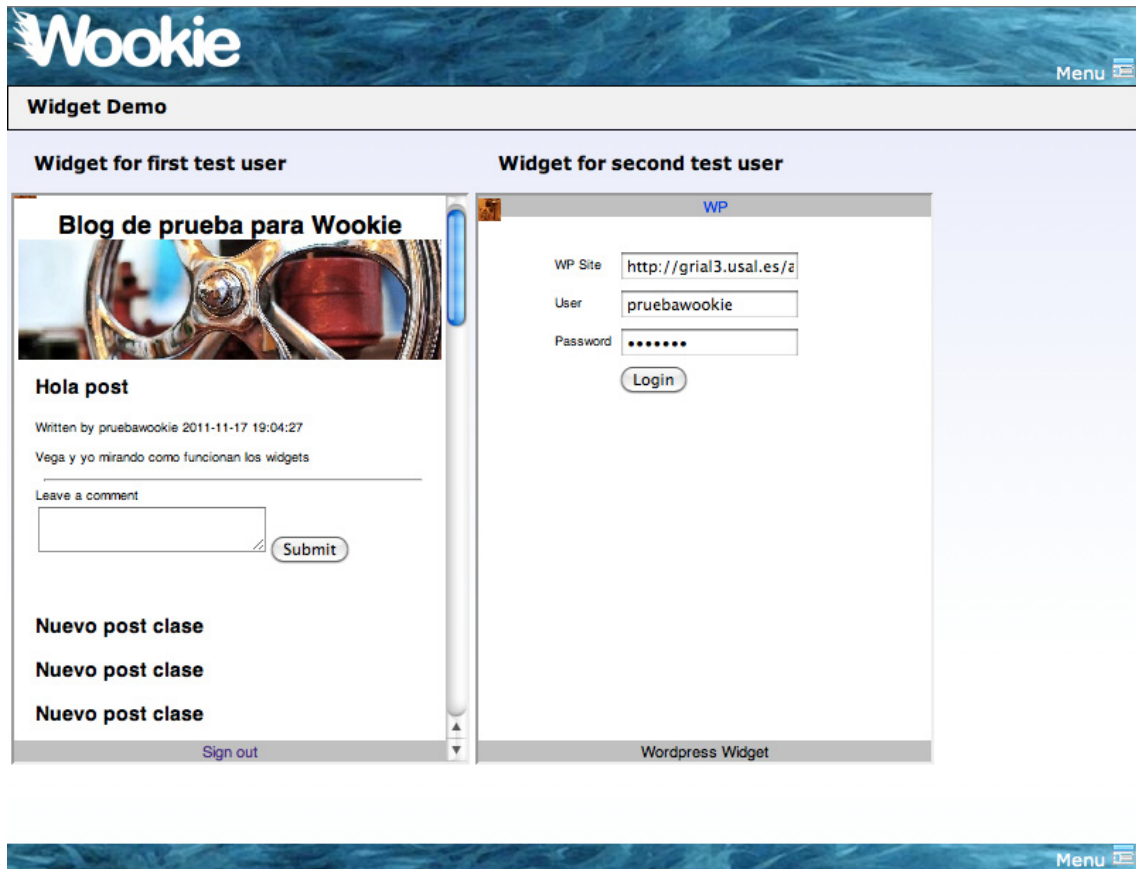 Wookie
Menu
Widget Demo
Widget for first test user
Widget for second test user
Blog de prueba para Wookie
Hola post
Written by pruebawookie 2011-11-17 19:04:27
Vega y yo mirando como funcionan los widgets
Leave a comment
Submit
Nuevo post clase
Nuevo post clase
Nuevo post clase
Sign out
WP
WP Site http://grial3.usal.es/a
User pruebawookie
Password •••••••
Login
Wordpress Widget
Menu